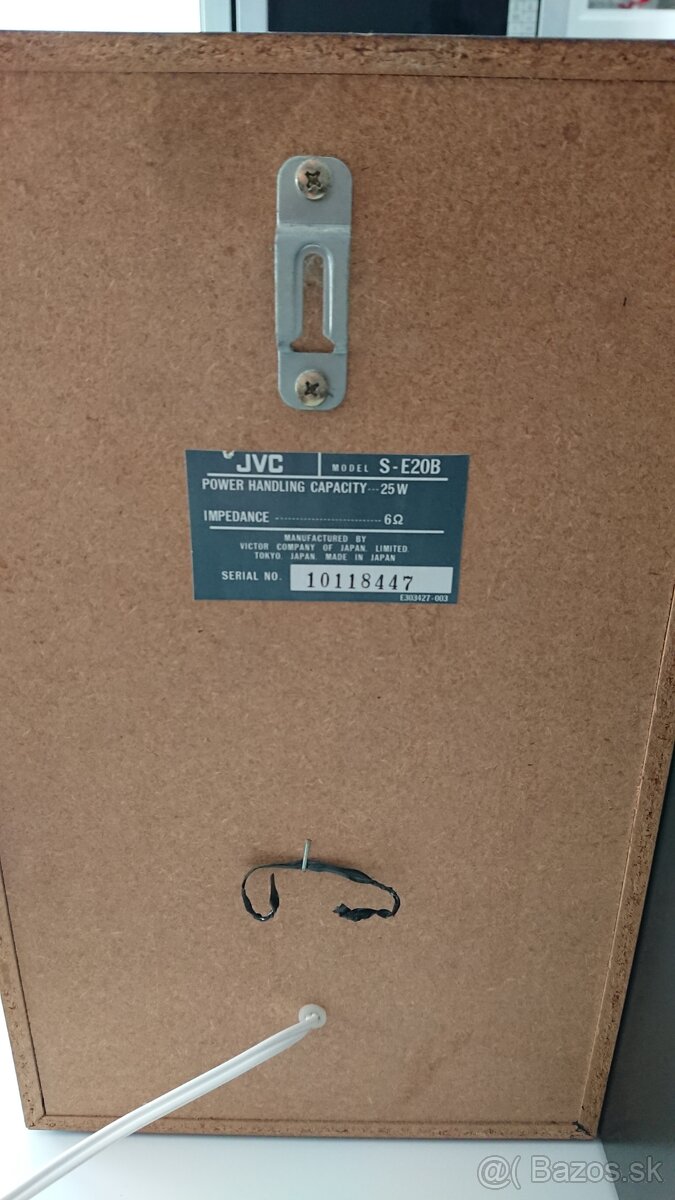 JVC MODEL S-E20B
POWER HANDLING CAPACITY---25W
IMPEDANCE ------------------------- 6Ω
MANUFACTURED BY
VICTOR COMPANY OF JAPAN, LIMITED.
TOKYO, JAPAN, MADE IN JAPAN
SERIAL NO. 10118447
E303427-003
@( Bazos.sk